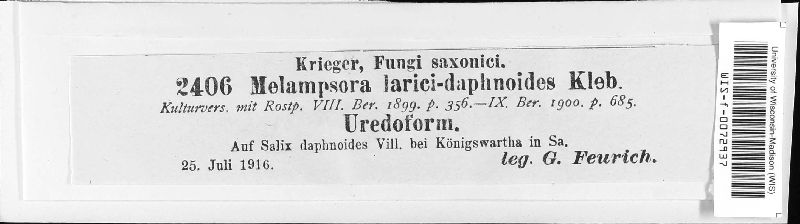 Krieger, Fungi saxonici.
2406 Melampsora larici-daphnoides Kleb.
Kulturvers. mit Rostp. VIII. Ber. 1899. p. 356.—IX. Ber. 1900. p. 685.
Uredoform.
Auf Salix daphnoides Vill. bei Königswartha in Sa.
25. Juli 1916.
leg. G. Feurich.
University of Wisconsin-Madison (WIS)
WIS-f-0072937